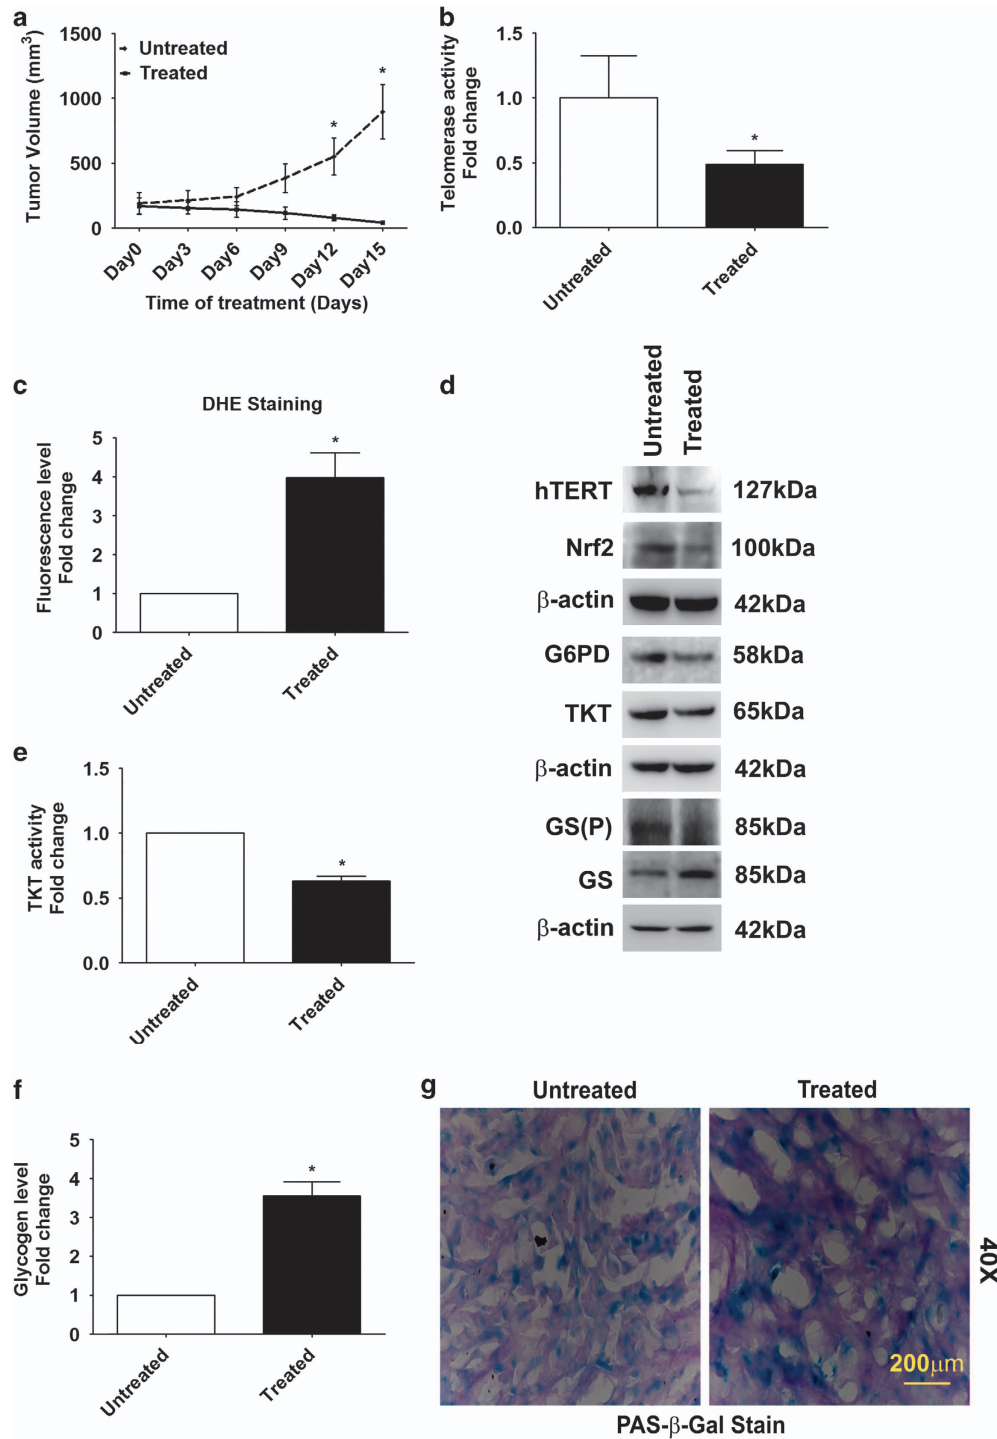 a
1500
1000
500
0
Tumor Volume (mm3)
Untreated
Treated
*
*
Day0
Day3
Day6
Day9
Day12
Day15
Time of treatment (Days)
b
1.5
1.0
0.5
0.0
Telomerase activity
Fold change
*
Untreated
Treated
c
DHE Staining
5
4
3
2
1
0
Fluorescence level
Fold change
*
Untreated
Treated
d
Untreated
Treated
hTERT 127kDa
Nrf2 100kDa
β-actin 42kDa
G6PD 58kDa
TKT 65kDa
β-actin 42kDa
GS(P) 85kDa
GS 85kDa
β-actin 42kDa
e
1.5
1.0
0.5
0.0
TKT activity
Fold change
*
Untreated
Treated
f
5
4
3
2
1
0
Glycogen level
Fold change
*
Untreated
Treated
g
Untreated
Treated
40X
200μm
PAS-β-Gal Stain